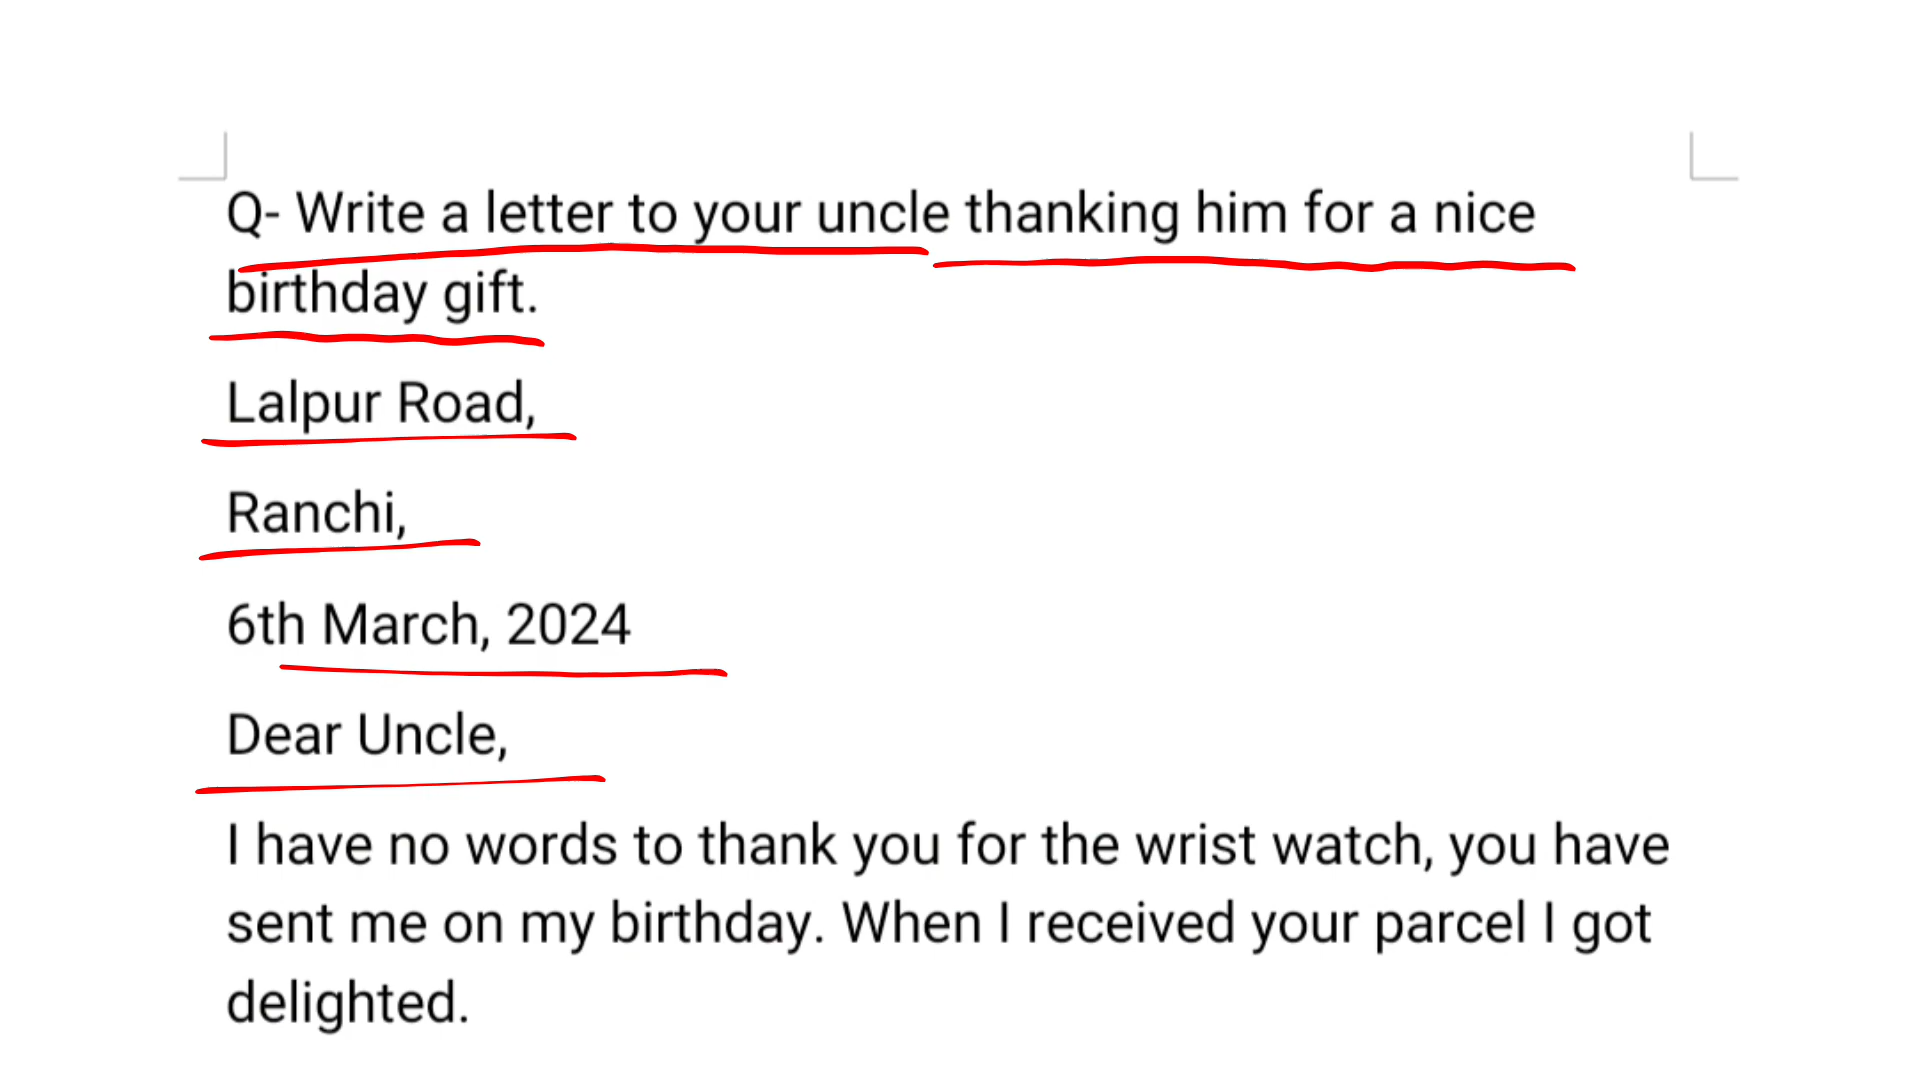 Q- Write a letter to your uncle thanking him for a nice
birthday gift.
Lalpur Road,
Ranchi,
6th March, 2024
Dear Uncle,
I have no words to thank you for the wrist watch, you have
sent me on my birthday. When I received your parcel I got
delighted.